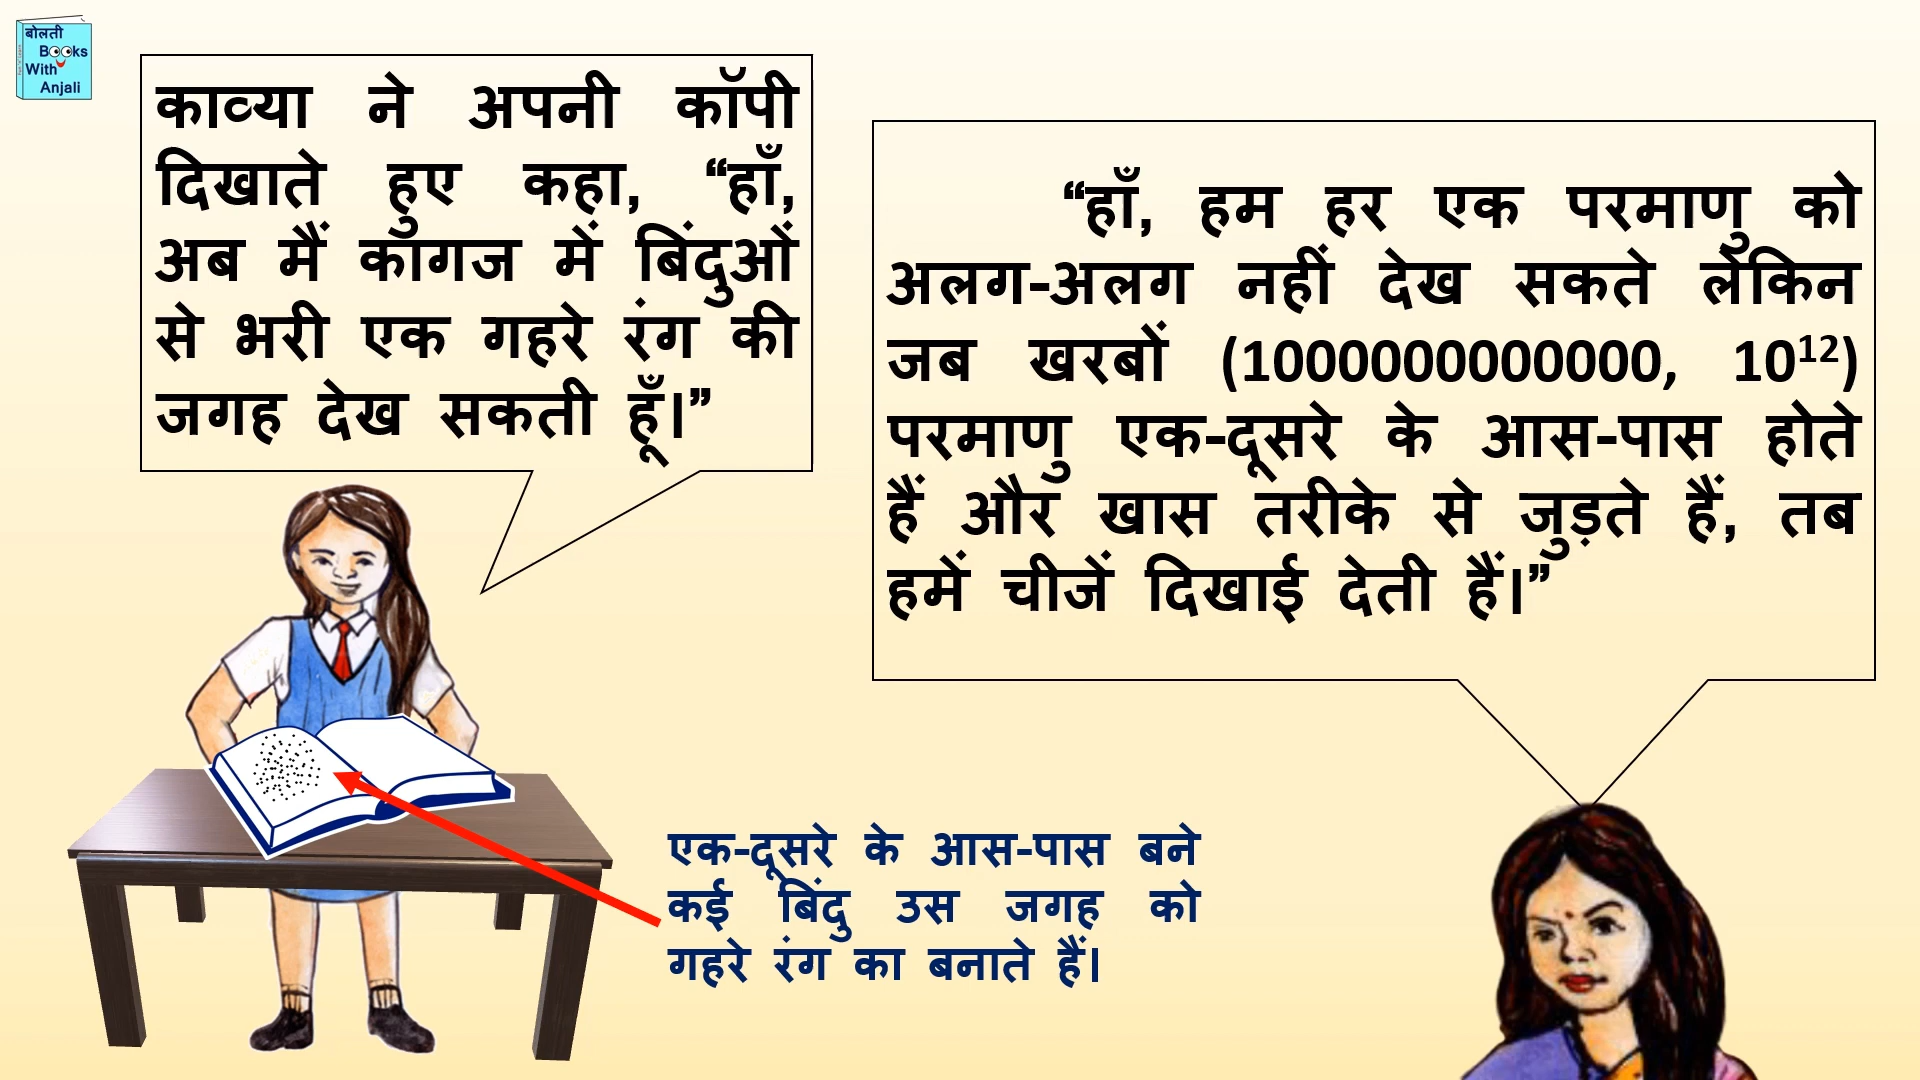 बोलती
Books
With
Anjali
काव्या ने अपनी कॉपी
दिखाते हुए कहा, “हाँ,
अब मैं कागज में बिंदुओं
से भरी एक गहरे रंग की
जगह देख सकती हूँ।”
“हाँ, हम हर एक परमाणु को
अलग-अलग नहीं देख सकते लेकिन
जब खरबों (1000000000000, 10¹²)
परमाणु एक-दूसरे के आस-पास होते
हैं और खास तरीके से जुड़ते हैं, तब
हमें चीजें दिखाई देती हैं।”
एक-दूसरे के आस-पास बने
कई बिंदु उस जगह को
गहरे रंग का बनाते हैं।